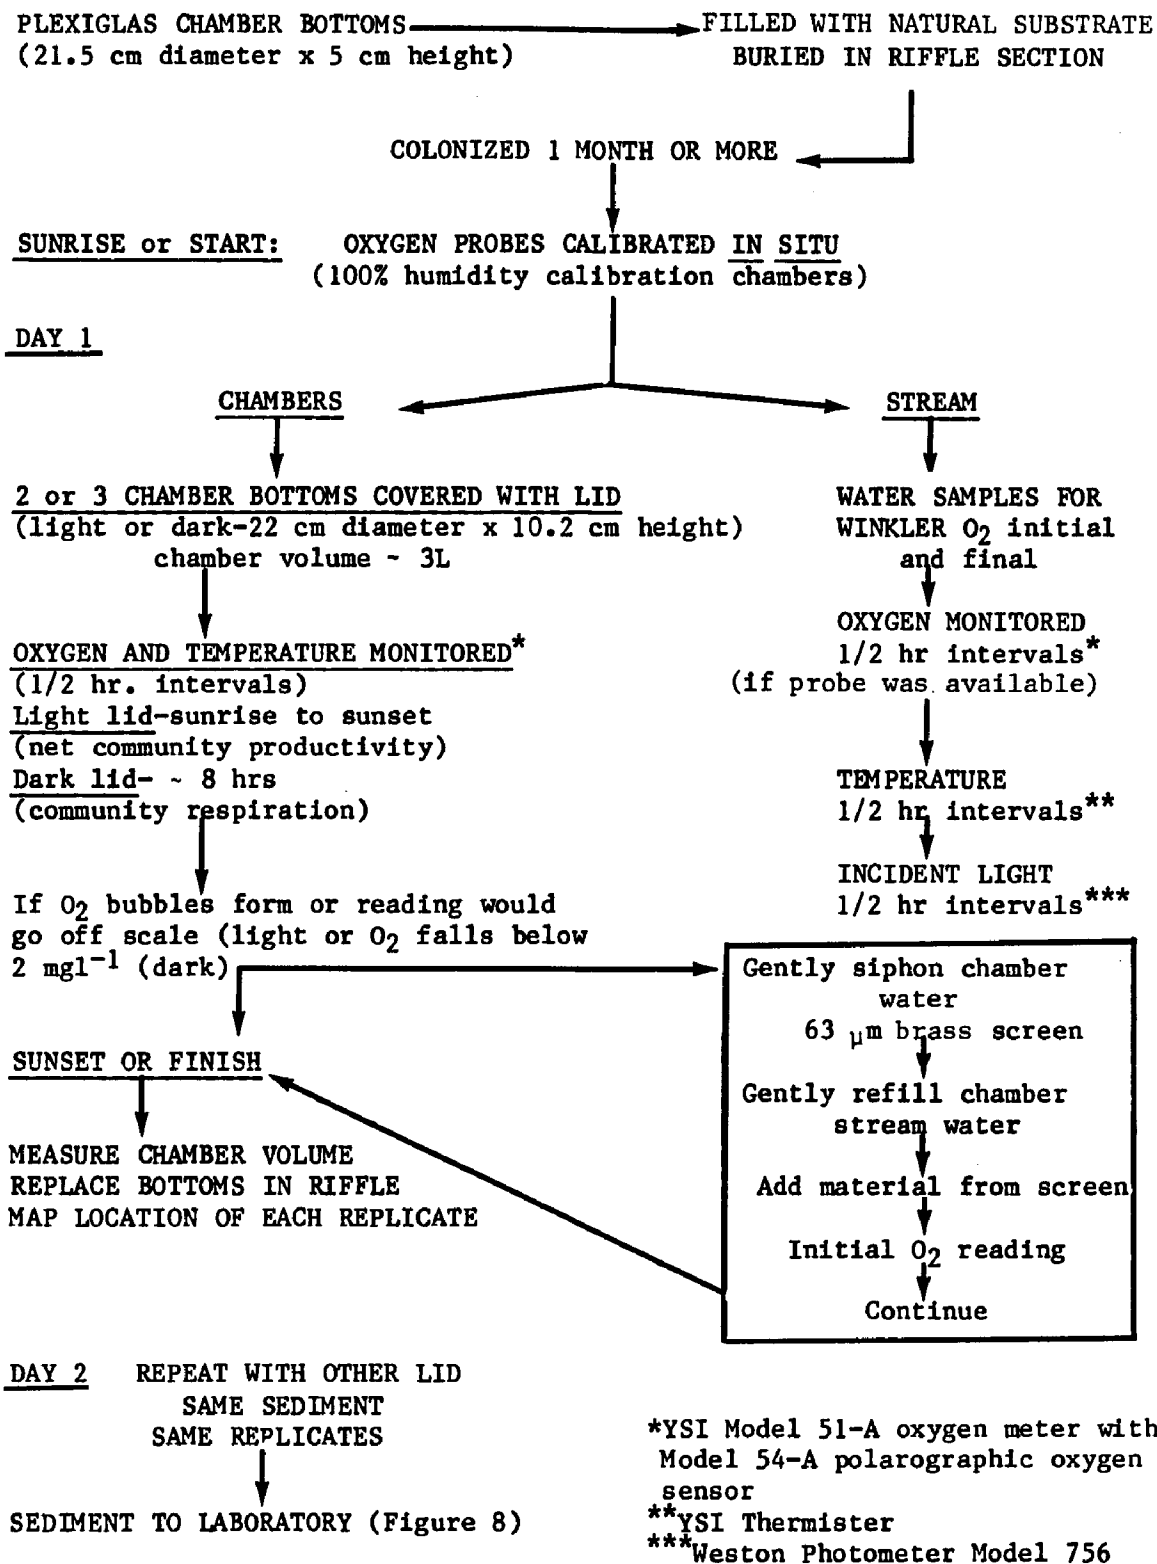 PLEXIGLAS CHAMBER BOTTOMS
(21.5 cm diameter x 5 cm height)
FILLED WITH NATURAL SUBSTRATE
BURIED IN RIFFLE SECTION
COLONIZED 1 MONTH OR MORE
SUNRISE or START:
OXYGEN PROBES CALIBRATED IN SITU
(100% humidity calibration chambers)
DAY 1
CHAMBERS
2 or 3 CHAMBER BOTTOMS COVERED WITH LID
(light or dark-22 cm diameter x 10.2 cm height)
chamber volume ~ 3L
OXYGEN AND TEMPERATURE MONITORED*
(1/2 hr. intervals)
Light lid-sunrise to sunset
(net community productivity)
Dark lid- ~ 8 hrs
(community respiration)
If O2 bubbles form or reading would
go off scale (light or O2 falls below
2 mgl-1 (dark)
STREAM
WATER SAMPLES FOR
WINKLER O2 initial
and final
OXYGEN MONITORED
1/2 hr intervals*
(if probe was available)
TEMPERATURE
1/2 hr intervals**
INCIDENT LIGHT
1/2 hr intervals***
Gently siphon chamber
water
63 μm brass screen
Gently refill chamber
stream water
Add material from screen
Initial O2 reading
Continue
SUNSET OR FINISH
MEASURE CHAMBER VOLUME
REPLACE BOTTOMS IN RIFFLE
MAP LOCATION OF EACH REPLICATE
DAY 2 REPEAT WITH OTHER LID
SAME SEDIMENT
SAME REPLICATES
SEDIMENT TO LABORATORY (Figure 8)
*YSI Model 51-A oxygen meter with
Model 54-A polarographic oxygen
sensor
**YSI Thermister
***Weston Photometer Model 756